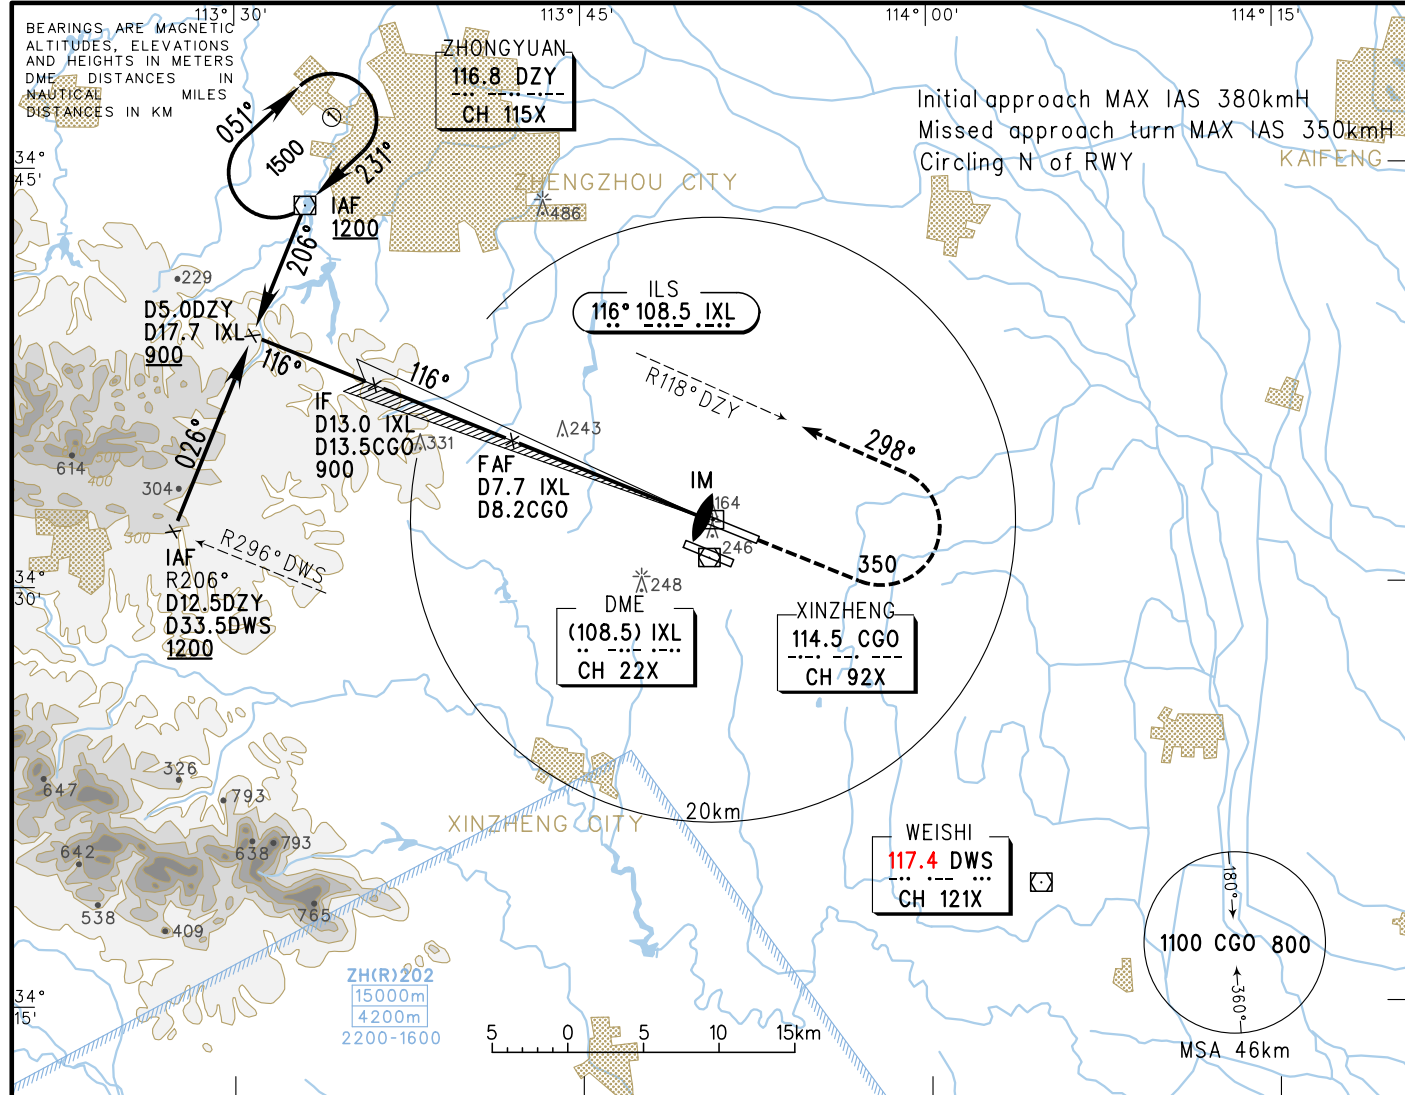 113°30'
113°45'
114°00'
114°15'
BEARINGS ARE MAGNETIC
ALTITUDES, ELEVATIONS
AND HEIGHTS IN METERS
DME DISTANCES IN
NAUTICAL MILES
DISTANCES IN KM
ZHONGYUAN
116.8 DZY
CH 115X
Initial approach MAX IAS 380kmH
Missed approach turn MAX IAS 350kmH
Circling N of RWY
KAIFENG
34°
45'
051°
1
1500
231°
ZHENGZHOU CITY
486
IAF
1200
206°
229
D5.0DZY
D17.7 IXL
900
ILS
116° 108.5 IXL
116°
116°
R118°DZY
IF
D13.0 IXL
D13.5CGO
900
331
243
298°
026°
614
500
400
304
300
FAF
D7.7 IXL
D8.2CGO
IM
164
246
350
R296°DWS
IAF
R206°
D12.5DZY
D33.5DWS
1200
34°
30'
248
DME
(108.5) IXL
CH 22X
XINZHENG
114.5 CGO
CH 92X
647
326
793
20km
XINZHENG CITY
638
793
642
538
409
765
WEISHI
117.4 DWS
CH 121X
180°
1100 CGO 800
360°
MSA 46km
ZH(R)202
15000m
4200m
2200-1600
34°
15'
5 0 5 10 15km